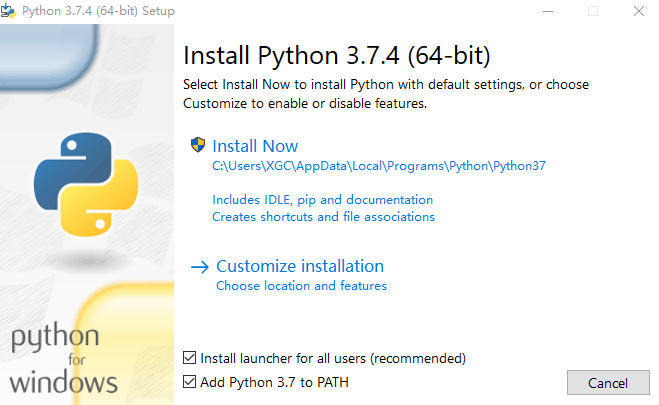 Python 3.7.4 (64-bit) Setup
Install Python 3.7.4 (64-bit)
Select Install Now to install Python with default settings, or choose
Customize to enable or disable features.
Install Now
C:\Users\XGC\AppData\Local\Programs\Python\Python37
Includes IDLE, pip and documentation
Creates shortcuts and file associations
Customize installation
Choose location and features
python
for
windows
Install launcher for all users (recommended)
Add Python 3.7 to PATH
Cancel